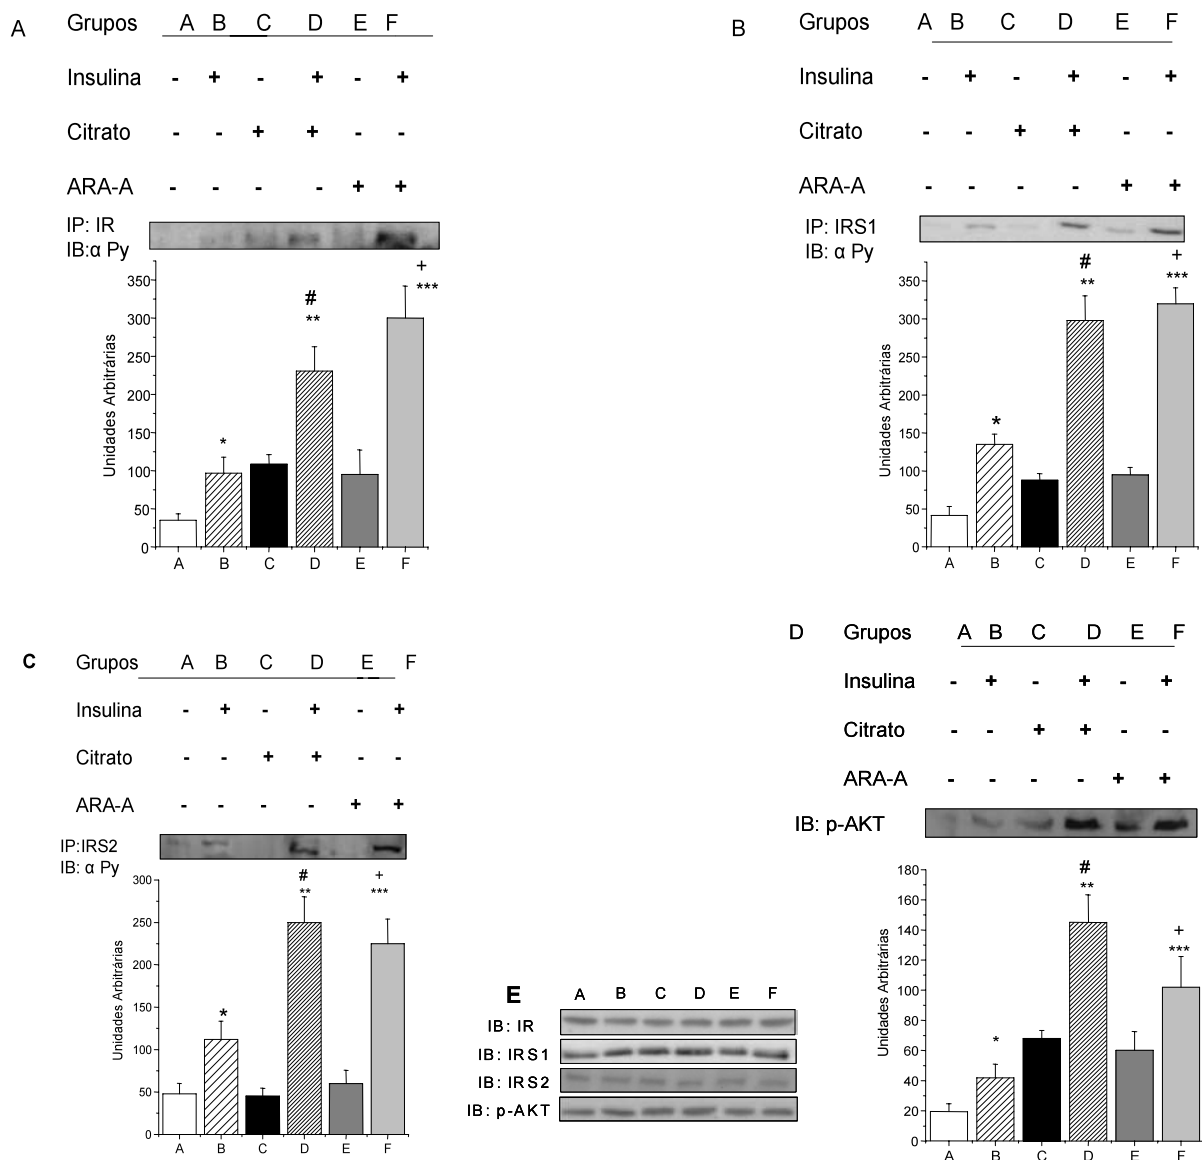 A
Grupos A B C D E F
Insulina - + - + - +
Citrato - - + + - -
ARA-A - - - - + +
IP: IR
IB:α Py
+
***
#
**
*
Unidades Arbitrárias
350
300
250
200
150
100
50
0
A B C D E F
B
Grupos A B C D E F
Insulina - + - + - +
Citrato - - + + - -
ARA-A - - - - + +
IP: IRS1
IB: α Py
+
***
#
**
*
Unidades Arbitrárias
350
300
250
200
150
100
50
0
A B C D E F
C
Grupos A B C D E F
Insulina - + - + - +
Citrato - - + + - -
ARA-A - - - - + +
IP:IRS2
IB: α Py
#
**
+
***
*
Unidades Arbitrárias
300
250
200
150
100
50
0
A B C D E F
D
Grupos A B C D E F
Insulina - + - + - +
Citrato - - + + - -
ARA-A - - - - + +
IB: p-AKT
#
**
+
***
*
Unidades Arbitrárias
180
160
140
120
100
80
60
40
20
0
A B C D E F
E
A B C D E F
IB: IR
IB: IRS1
IB: IRS2
IB: p-AKT